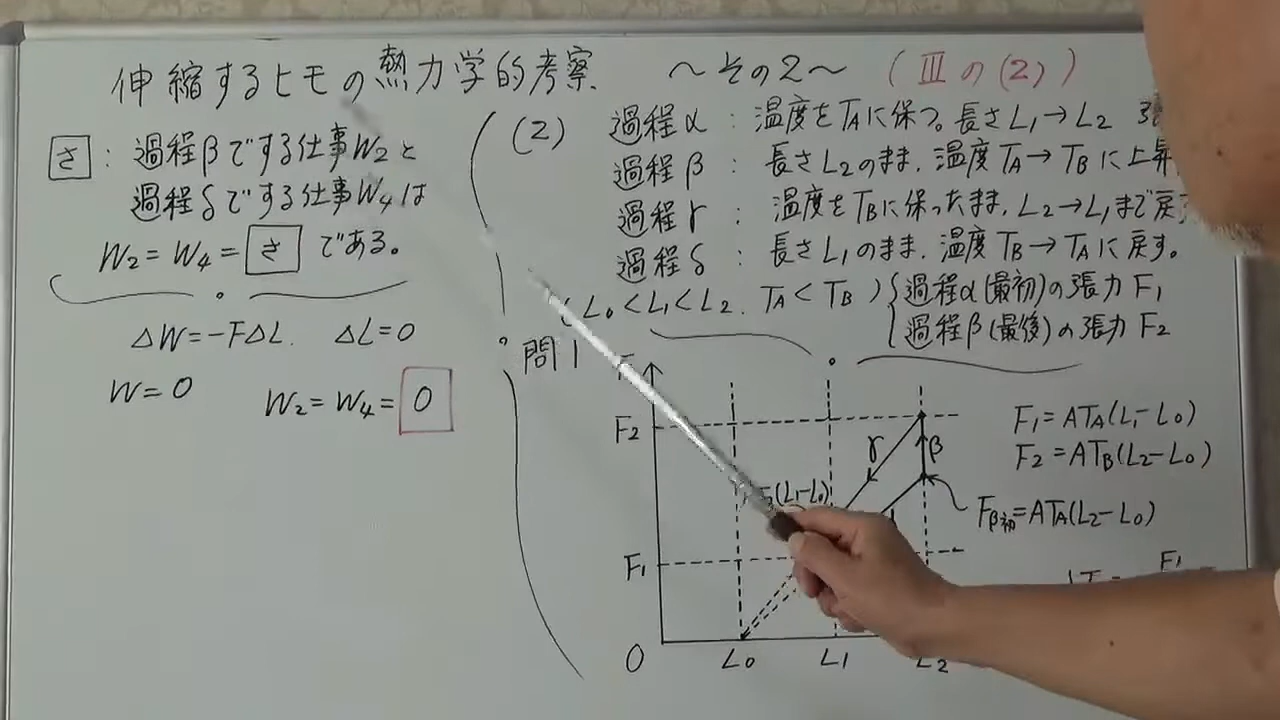 伸縮するヒモの熱力学的考察 ～その2～ (Ⅲの(2))
さ : 過程βでする仕事W2と
過程δでする仕事W4は
W2 = W4 = さ である。
ΔW = -FΔL. ΔL = 0
W = 0
W2 = W4 = 0
(2) 過程α : 温度をTAに保つ。長さL1→L2
過程β : 長さL2のまま. 温度TA→TBに上昇
過程γ : 温度をTBに保ったまま. L2→L1まで戻す
過程δ : 長さL1のまま. 温度TB→TAに戻す。
(L0<L1<L2. TA<TB)
過程α(最初)の張力F1
過程β(最後)の張力F2
問1
F2
γ
β
(L1-L0)
F1
O L0 L1 L2
F1 = ATA(L1-L0)
F2 = ATB(L2-L0)
Fβ初 = ATA(L2-L0)
F1